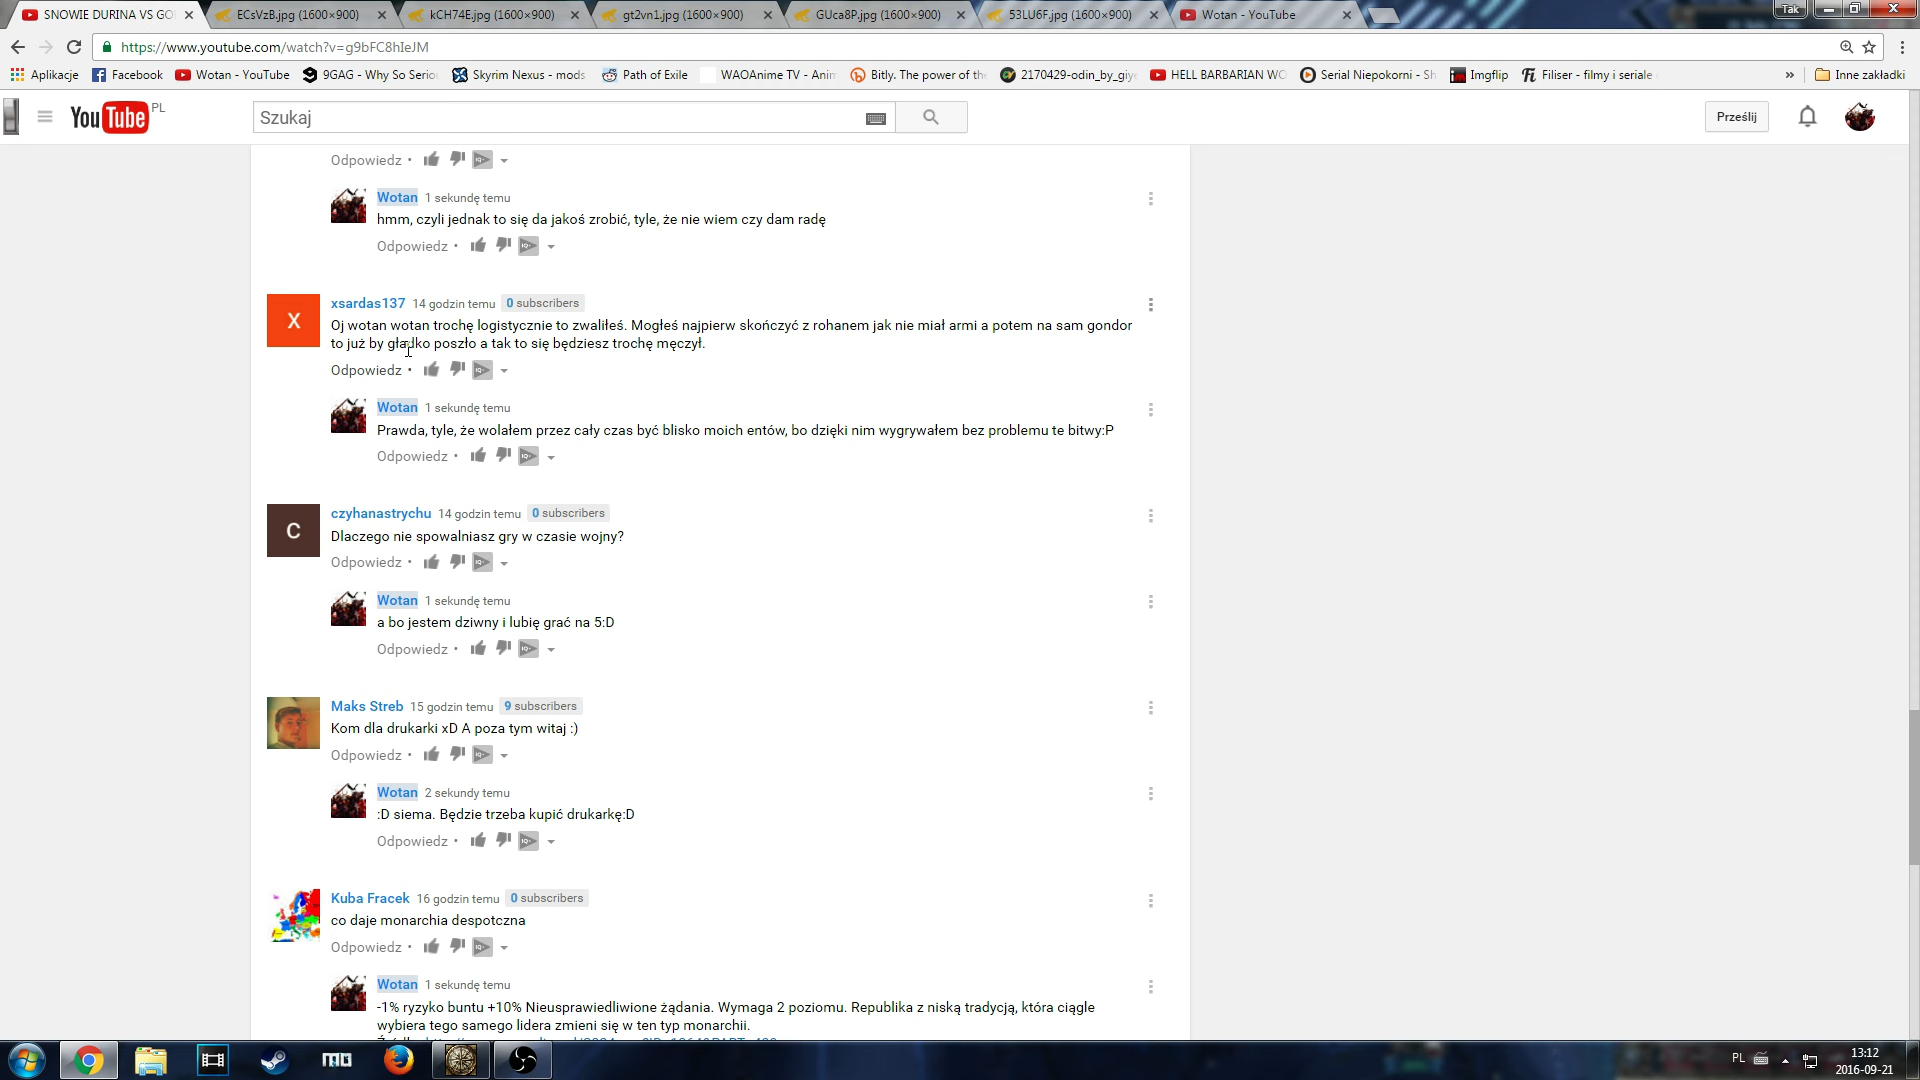 SNOWIE DURINA VS GO
ECsVzB.jpg (1600×900)
kCH74E.jpg (1600×900)
gt2vn1.jpg (1600×900)
GUca8P.jpg (1600×900)
53LU6F.jpg (1600×900)
Wotan - YouTube
Tak
https://www.youtube.com/watch?v=g9bFC8hIeJM
Aplikacje
Facebook
Wotan - YouTube
9GAG - Why So Serio
Skyrim Nexus - mods
Path of Exile
WAOAnime TV - Anim
Bitly. The power of th
2170429-odin_by_giy
HELL BARBARIAN WO
Serial Niepokorni - Sh
Imgflip
Filiser - filmy i seriale
»
Inne zakładki
YouTube PL
Szukaj
Prześlij
Odpowiedz •
Wotan 1 sekundę temu
hmm, czyli jednak to się da jakoś zrobić, tyle, że nie wiem czy dam radę
Odpowiedz •
X
xsardas137 14 godzin temu 0 subscribers
Oj wotan wotan trochę logistycznie to zwaliłeś. Mogłeś najpierw skończyć z rohanem jak nie miał armi a potem na sam gondor
to już by gładko poszło a tak to się będziesz trochę męczył.
Odpowiedz •
Wotan 1 sekundę temu
Prawda, tyle, że wolałem przez cały czas być blisko moich entów, bo dzięki nim wygrywałem bez problemu te bitwy:P
Odpowiedz •
C
czyhanastrychu 14 godzin temu 0 subscribers
Dlaczego nie spowalniasz gry w czasie wojny?
Odpowiedz •
Wotan 1 sekundę temu
a bo jestem dziwny i lubię grać na 5:D
Odpowiedz •
Maks Streb 15 godzin temu 9 subscribers
Kom dla drukarki xD A poza tym witaj :)
Odpowiedz •
Wotan 2 sekundy temu
:D siema. Będzie trzeba kupić drukarkę:D
Odpowiedz •
Kuba Fracek 16 godzin temu 0 subscribers
co daje monarchia despotczna
Odpowiedz •
Wotan 1 sekundę temu
-1% ryzyko buntu +10% Nieusprawiedliwione żądania. Wymaga 2 poziomu. Republika z niską tradycją, która ciągle
wybiera tego samego lidera zmieni się w ten typ monarchii.
PL
13:12
2016-09-21